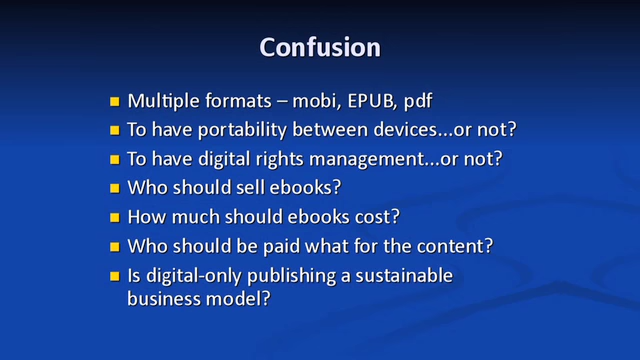 Confusion
Multiple formats – mobi, EPUB, pdf
To have portability between devices...or not?
To have digital rights management...or not?
Who should sell ebooks?
How much should ebooks cost?
Who should be paid what for the content?
Is digital-only publishing a sustainable
business model?